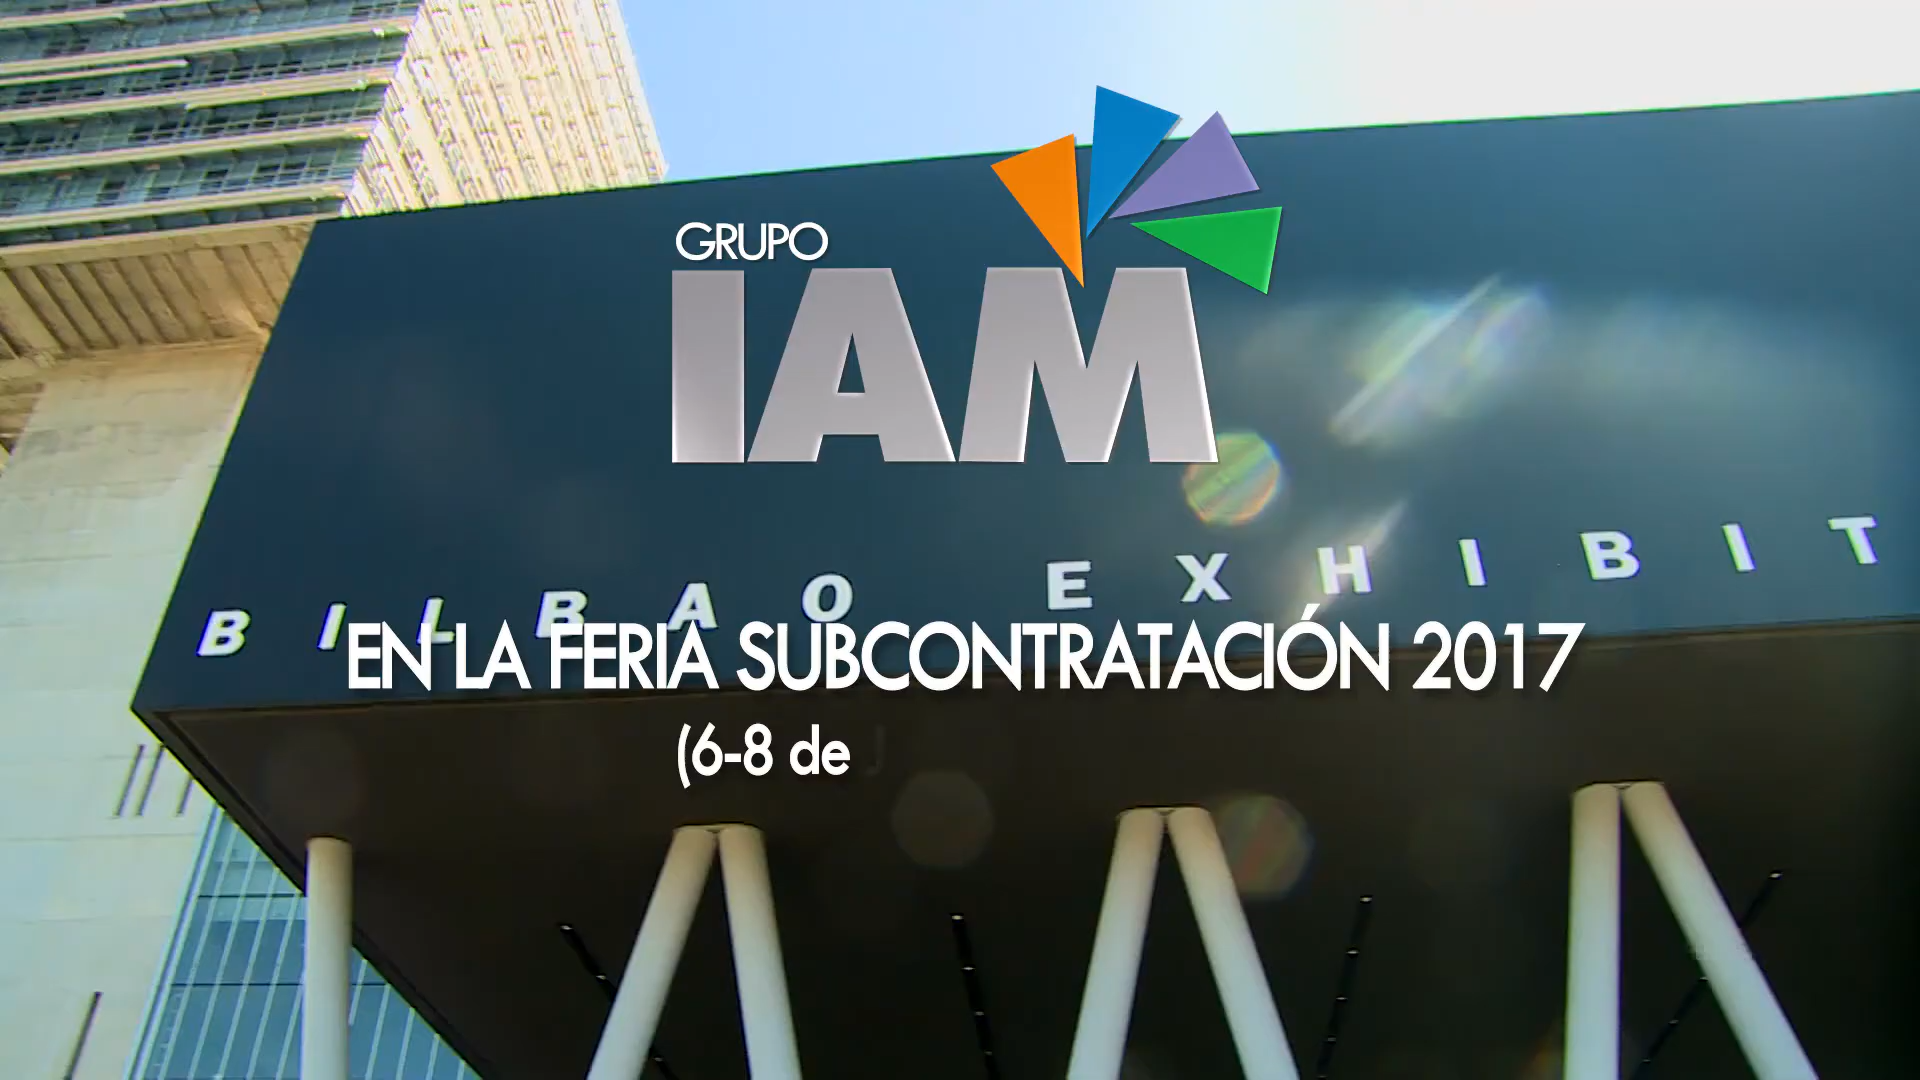 GRUPO
IAM
BILBAO EXHIBIT
EN LA FERIA SUBCONTRATACIÓN 2017
(6-8 de J